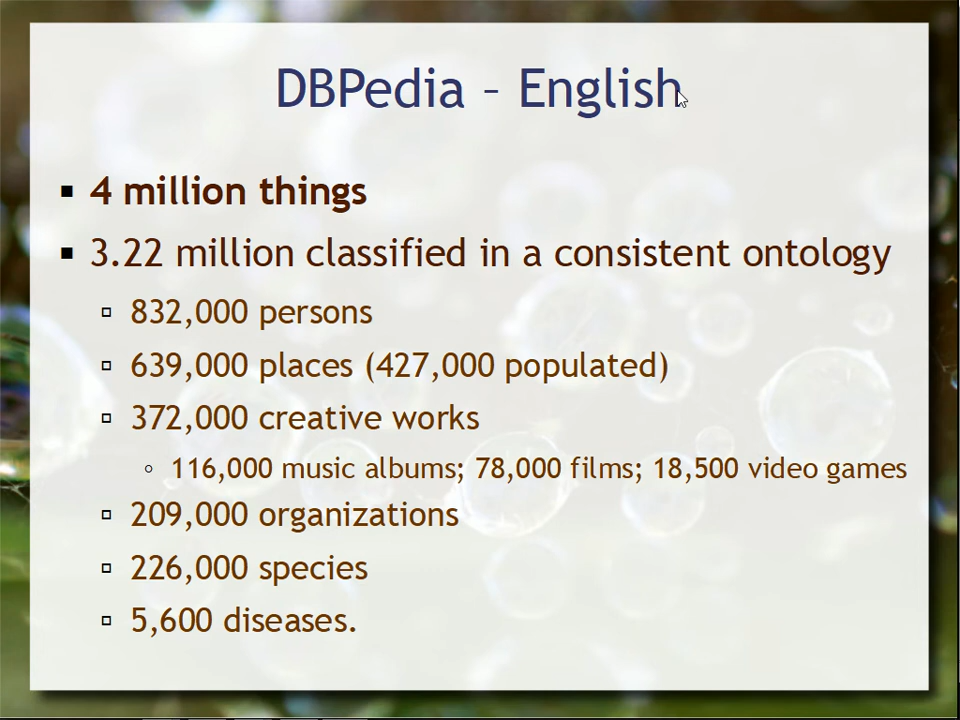 DBPedia – English
▪ 4 million things
▪ 3.22 million classified in a consistent ontology
▫ 832,000 persons
▫ 639,000 places (427,000 populated)
▫ 372,000 creative works
◦ 116,000 music albums; 78,000 films; 18,500 video games
▫ 209,000 organizations
▫ 226,000 species
▫ 5,600 diseases.